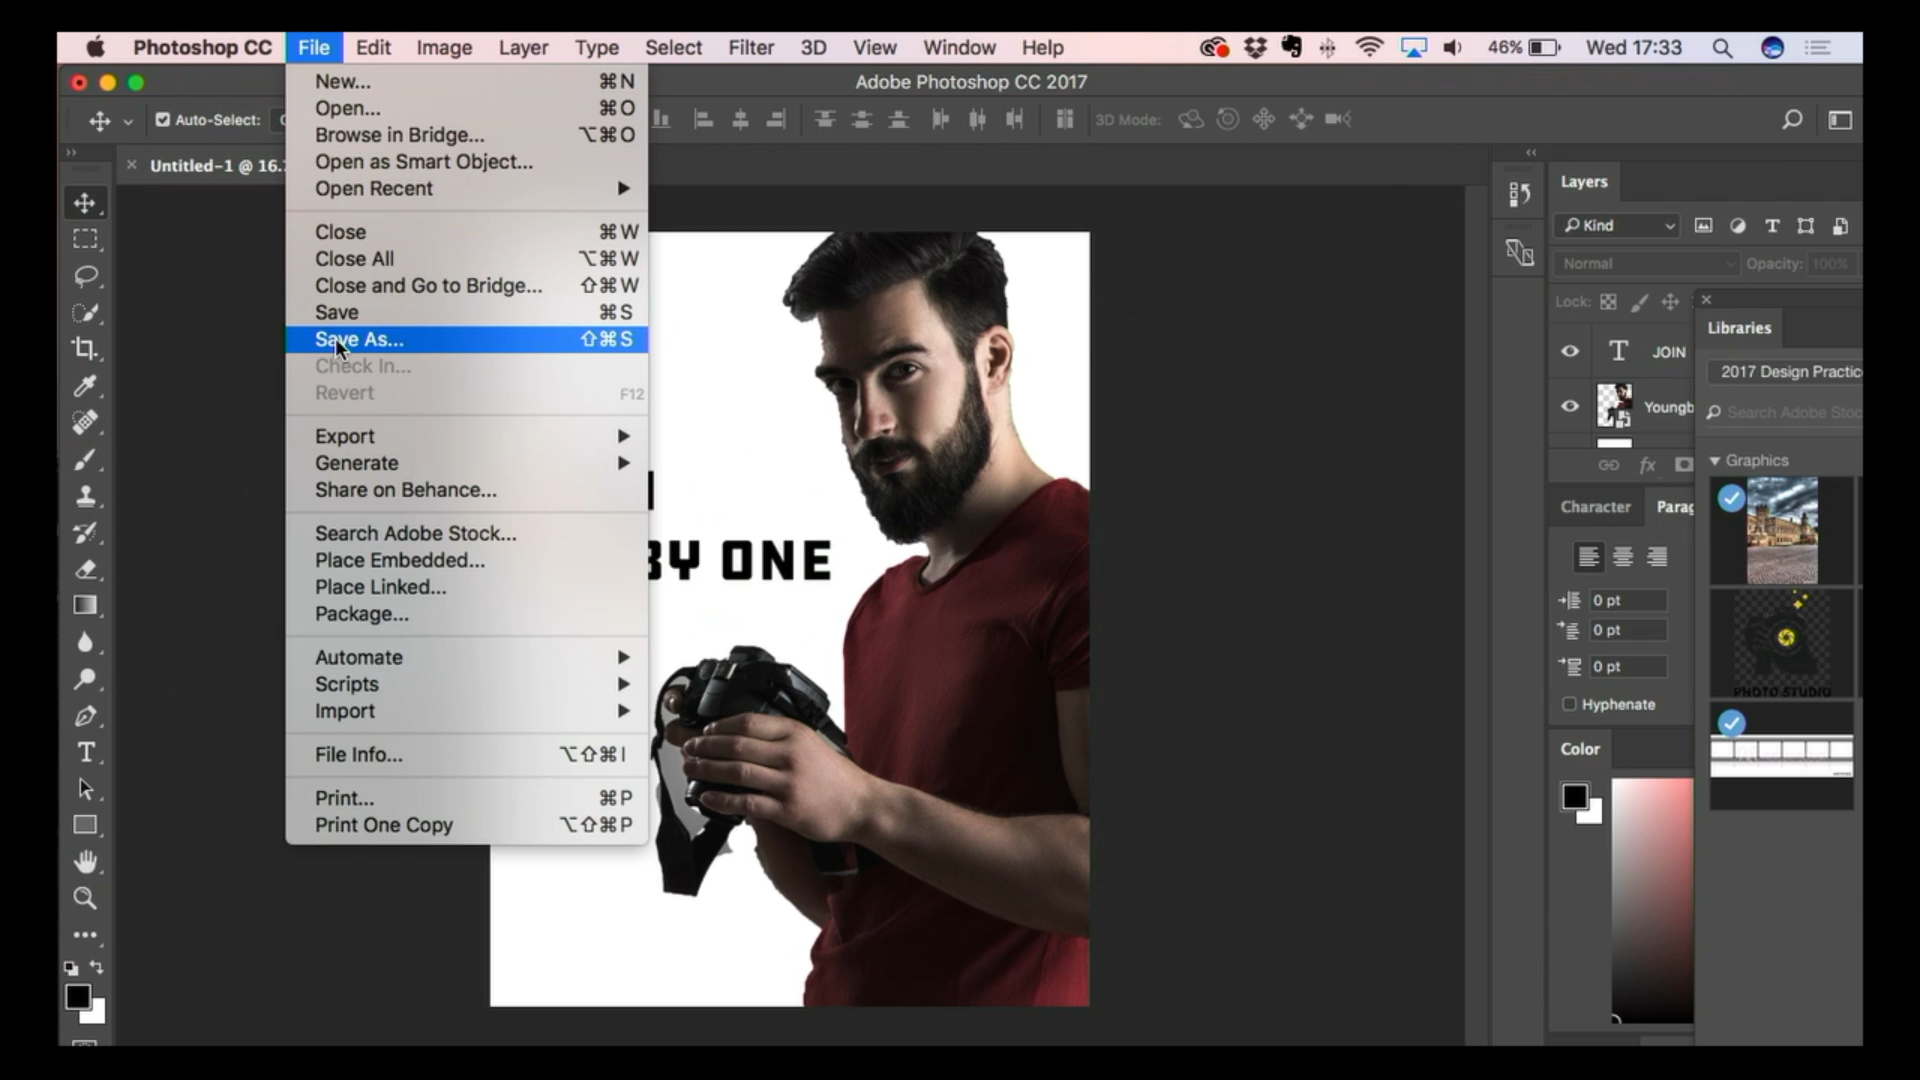 Photoshop CC File Edit Image Layer Type Select Filter 3D View Window Help 46% Wed 17:33
Adobe Photoshop CC 2017
Auto-Select:
3D Mode:
Untitled-1 @ 16.
New... ⌘N
Open... ⌘O
Browse in Bridge... ⌥⌘O
Open as Smart Object...
Open Recent
Close ⌘W
Close All ⌥⌘W
Close and Go to Bridge... ⇧⌘W
Save ⌘S
Save As... ⇧⌘S
Check In...
Revert F12
Export
Generate
Share on Behance...
Search Adobe Stock...
Place Embedded...
Place Linked...
Package...
Automate
Scripts
Import
File Info... ⌥⇧⌘I
Print... ⌘P
Print One Copy ⌥⇧⌘P
BY ONE
Layers
Kind
Normal Opacity: 100%
Lock:
JOIN
Youngb
Character Parag
0 pt
0 pt
0 pt
Hyphenate
Color
Libraries
2017 Design Practic
Search Adobe Stoc
Graphics
PHOTO STUDIO